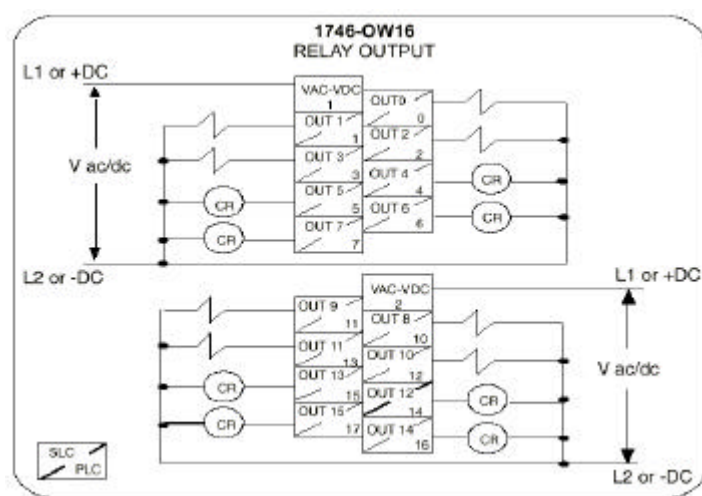 1746-OW16
RELAY OUTPUT
L1 or +DC
VAC-VDC
1
OUT0
0
OUT 1
1
OUT 2
2
V ac/dc
OUT 3
3
OUT 4
4
CR
CR
OUT 5
5
OUT 6
6
CR
CR
OUT 7
7
L2 or -DC
L1 or +DC
VAC-VDC
2
OUT 9
11
OUT 8
10
OUT 11
13
OUT 10
12
V ac/dc
CR
OUT 13
15
OUT 12
14
CR
CR
OUT 15
17
OUT 14
16
CR
SLC
PLC
L2 or -DC